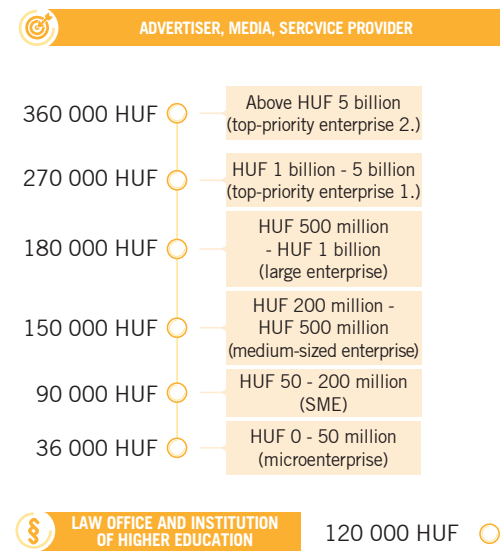 ADVERTISER, MEDIA, SERCVICE PROVIDER
360 000 HUF
Above HUF 5 billion
(top-priority enterprise 2.)
270 000 HUF
HUF 1 billion - 5 billion
(top-priority enterprise 1.)
180 000 HUF
HUF 500 million
- HUF 1 billion
(large enterprise)
150 000 HUF
HUF 200 million -
HUF 500 million
(medium-sized enterprise)
90 000 HUF
HUF 50 - 200 million
(SME)
36 000 HUF
HUF 0 - 50 million
(microenterprise)
§
LAW OFFICE AND INSTITUTION
OF HIGHER EDUCATION
120 000 HUF